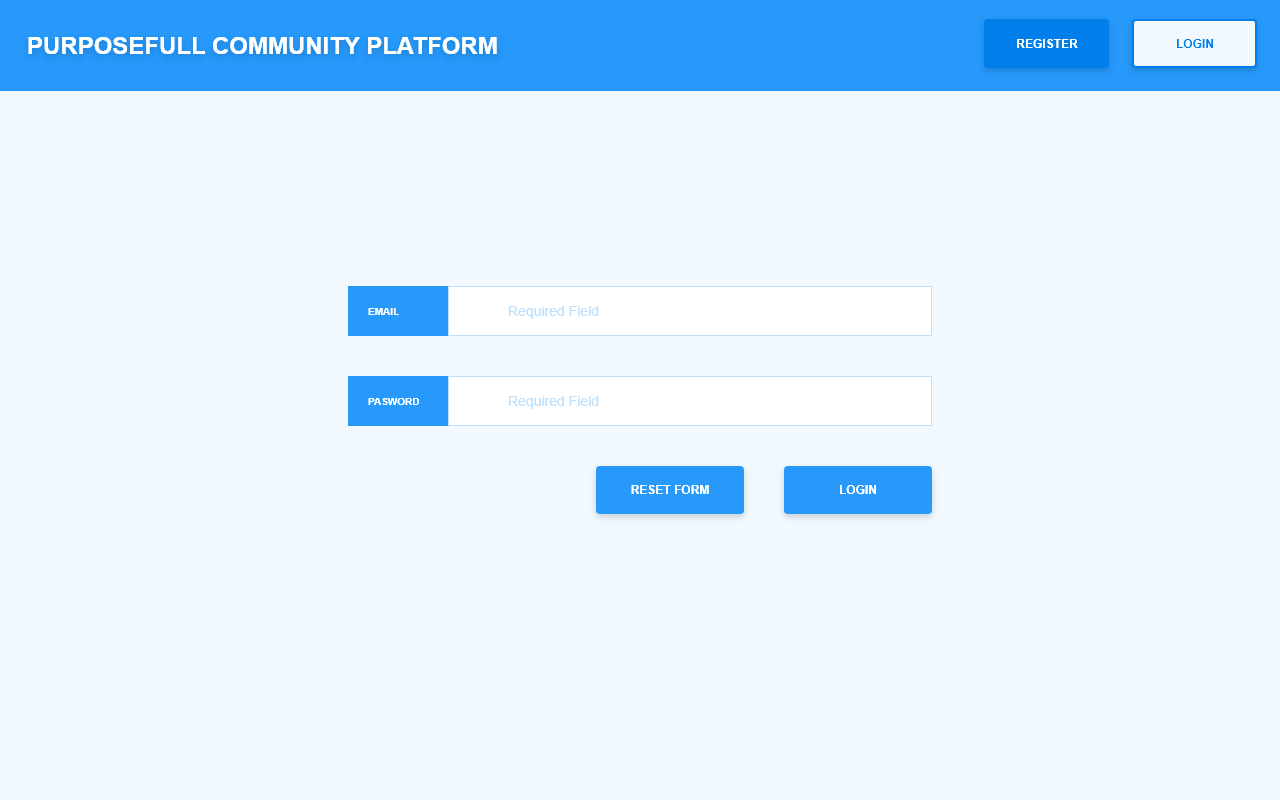 PURPOSEFULL COMMUNITY PLATFORM
REGISTER
LOGIN
EMAIL
Required Field
PASWORD
Required Field
RESET FORM
LOGIN